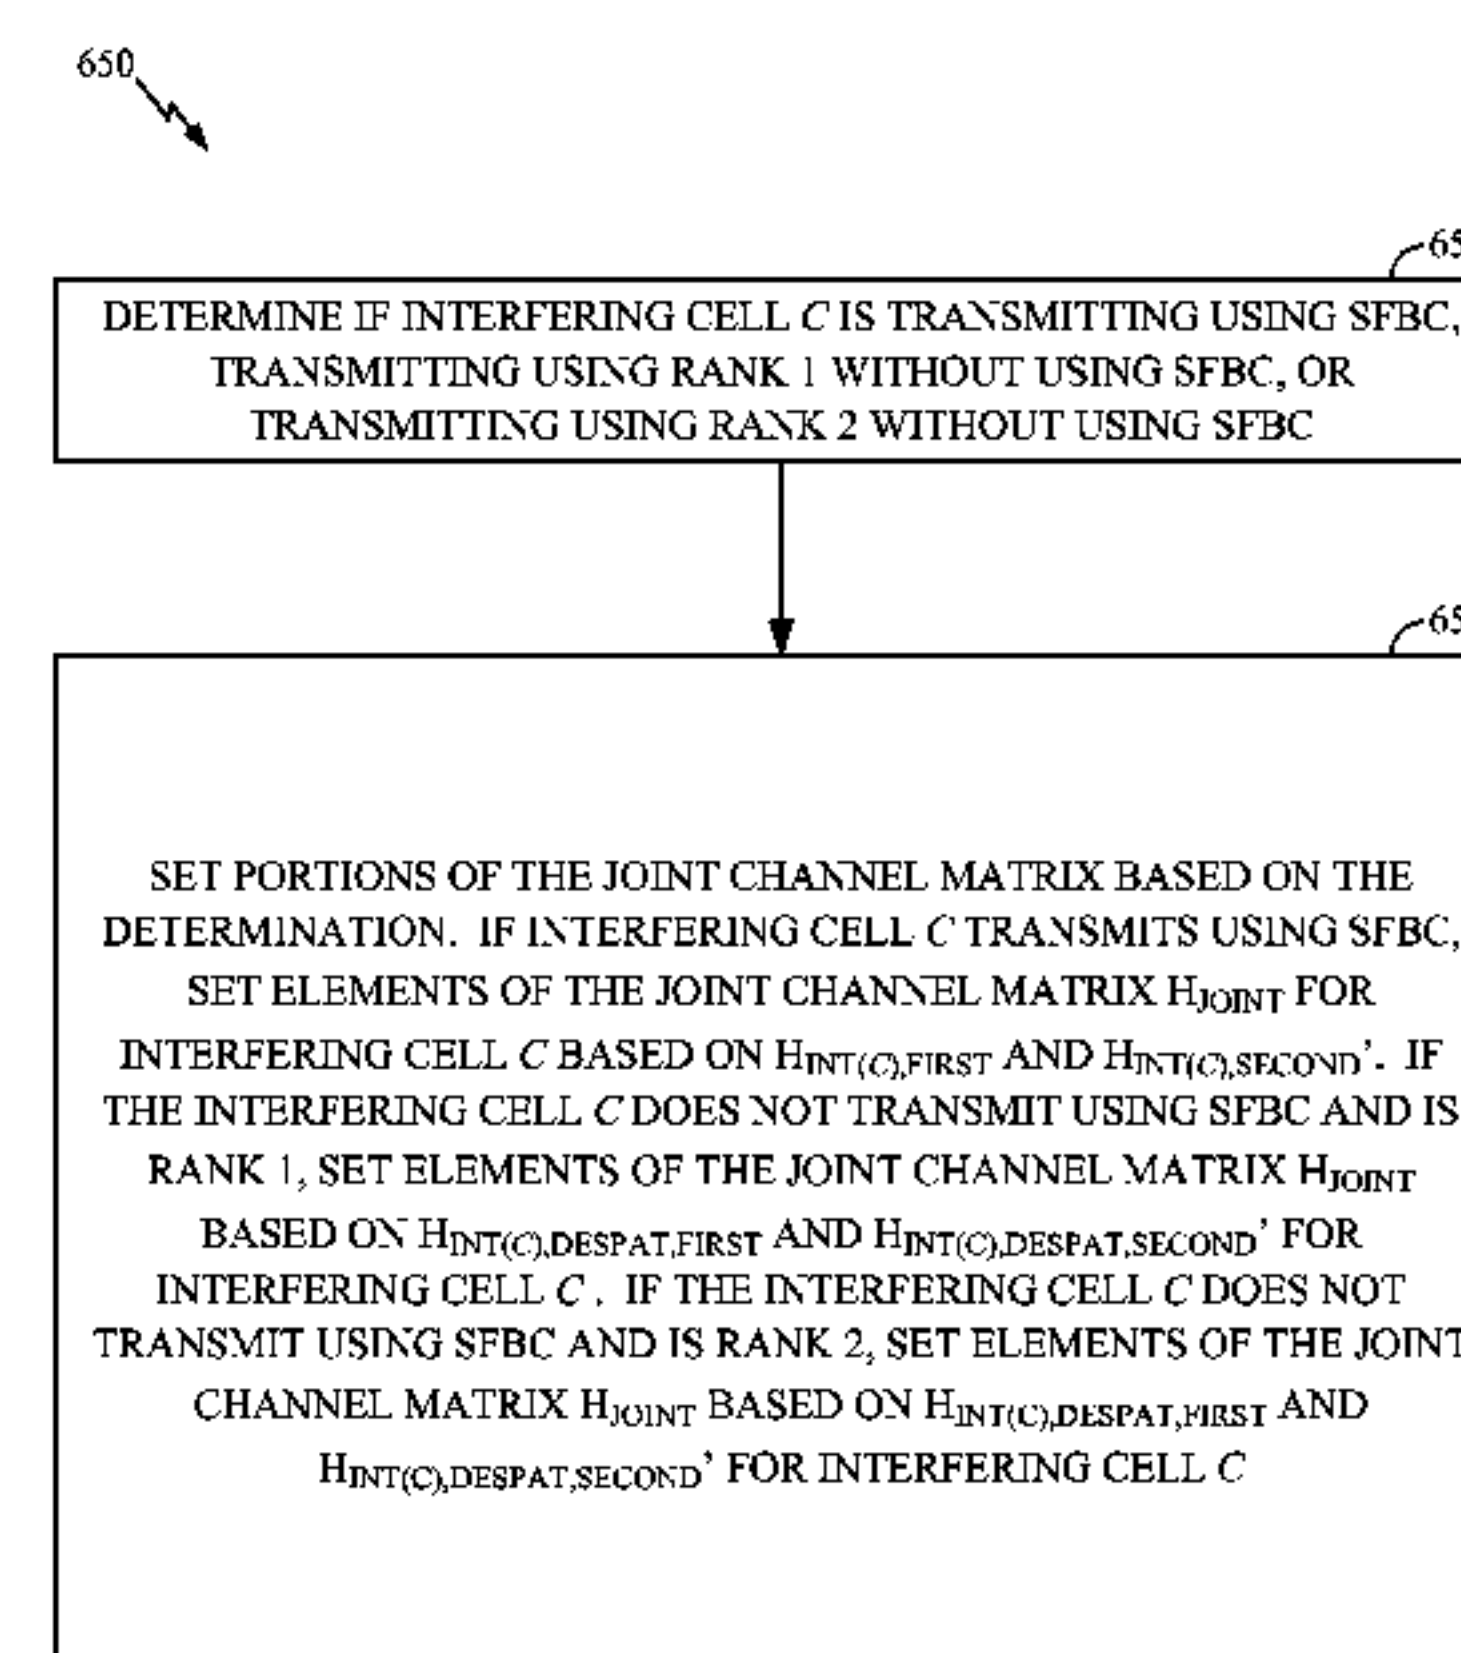 650
65
DETERMINE IF INTERFERING CELL C IS TRANSMITTING USING SFBC,
TRANSMITTING USING RANK 1 WITHOUT USING SFBC, OR
TRANSMITTING USING RANK 2 WITHOUT USING SFBC
65
SET PORTIONS OF THE JOINT CHANNEL MATRIX BASED ON THE
DETERMINATION. IF INTERFERING CELL C TRANSMITS USING SFBC,
SET ELEMENTS OF THE JOINT CHANNEL MATRIX HJOINT FOR
INTERFERING CELL C BASED ON HINT(C),FIRST AND HINT(C),SECOND’. IF
THE INTERFERING CELL C DOES NOT TRANSMIT USING SFBC AND IS
RANK 1, SET ELEMENTS OF THE JOINT CHANNEL MATRIX HJOINT
BASED ON HINT(C),DESPAT,FIRST AND HINT(C),DESPAT,SECOND’ FOR
INTERFERING CELL C. IF THE INTERFERING CELL C DOES NOT
TRANSMIT USING SFBC AND IS RANK 2, SET ELEMENTS OF THE JOINT
CHANNEL MATRIX HJOINT BASED ON HINT(C),DESPAT,FIRST AND
HINT(C),DESPAT,SECOND’ FOR INTERFERING CELL C